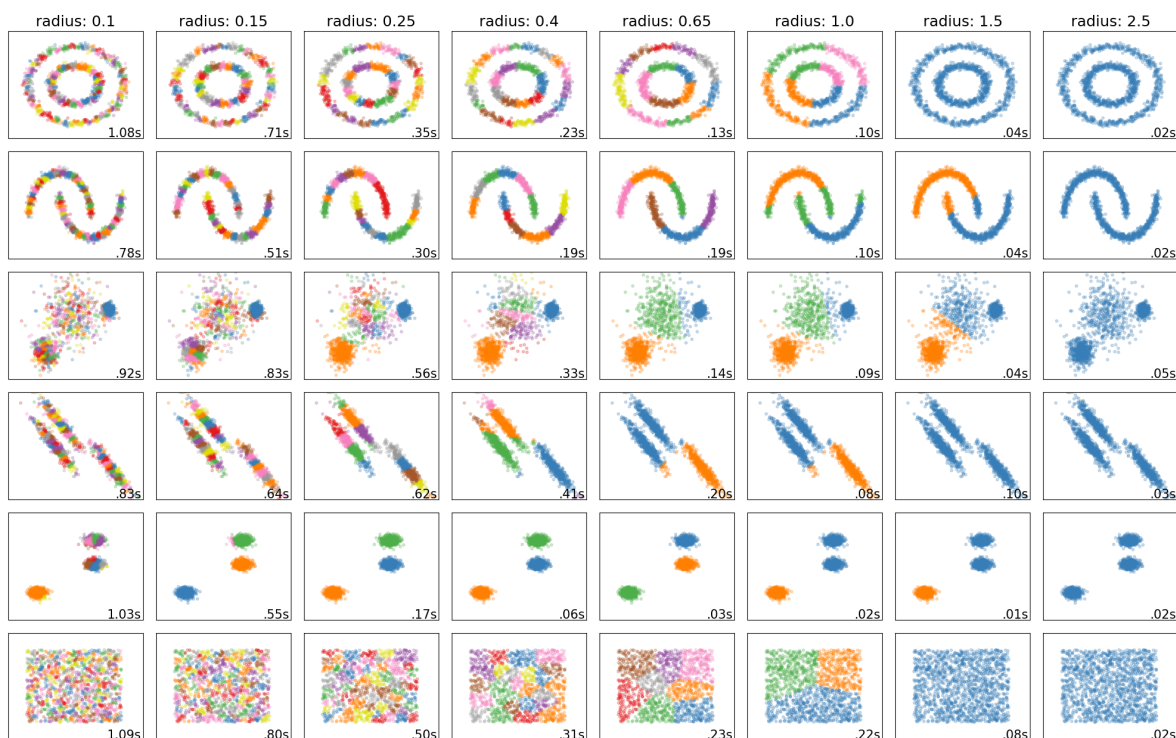 radius: 0.1 radius: 0.15 radius: 0.25 radius: 0.4 radius: 0.65 radius: 1.0 radius: 1.5 radius: 2.5
1.08s .71s .35s .23s .13s .10s .04s .02s
.78s .51s .30s .19s .19s .10s .04s .02s
.92s .83s .56s .33s .14s .09s .04s .05s
.83s .64s .62s .41s .20s .08s .10s .03s
1.03s .55s .17s .06s .03s .02s .01s .02s
1.09s .80s .50s .31s .23s .22s .08s .02s